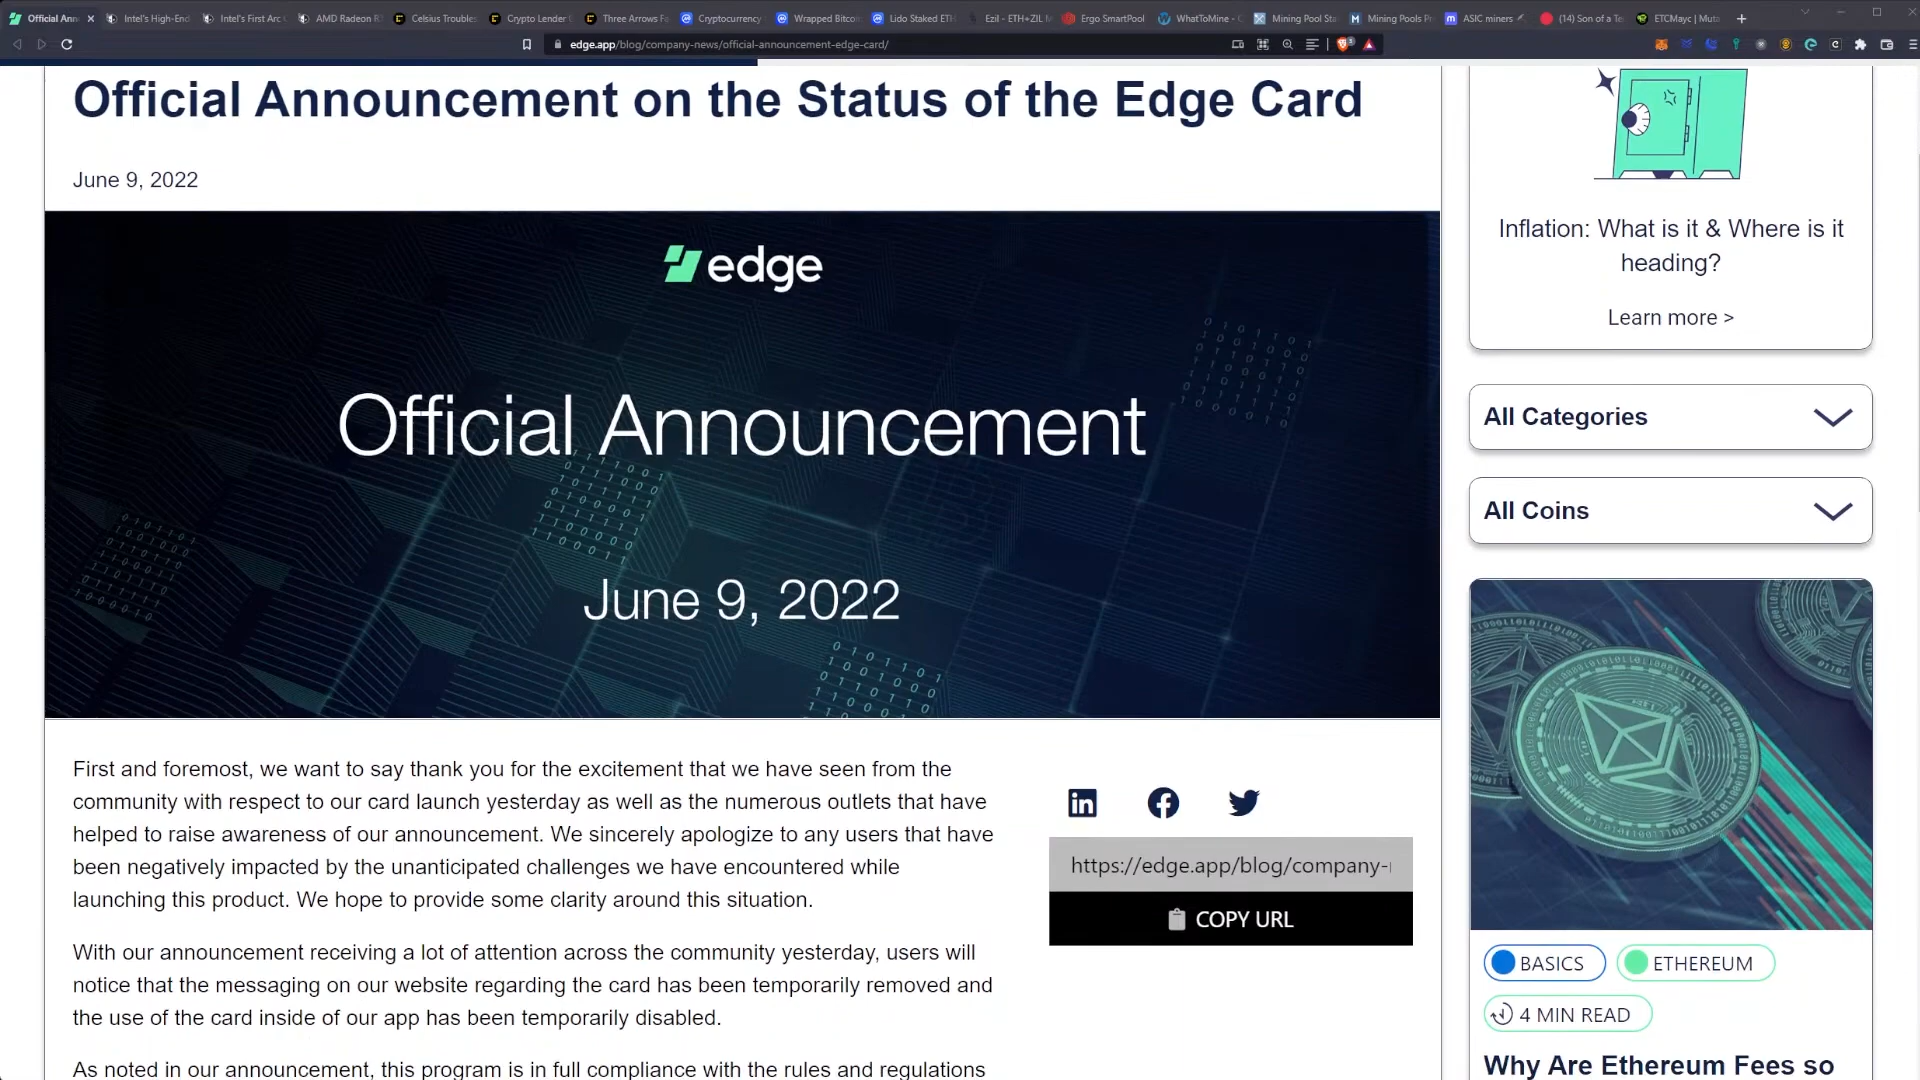 Official Ann
Intel's High-End
Intel's First Arc
AMD Radeon R
Celsius Troubles
Crypto Lender
Three Arrows Fa
Cryptocurrency
Wrapped Bitcoin
Lido Staked ETH
Ezil - ETH+ZIL
Ergo SmartPool
WhatToMine - C
Mining Pool Sta
Mining Pools Pr
ASIC miners
(14) Son of a Te
ETCMayc | Muta
edge.app/blog/company-news/official-announcement-edge-card/
Official Announcement on the Status of the Edge Card
June 9, 2022
edge
Official Announcement
June 9, 2022
First and foremost, we want to say thank you for the excitement that we have seen from the
community with respect to our card launch yesterday as well as the numerous outlets that have
helped to raise awareness of our announcement. We sincerely apologize to any users that have
been negatively impacted by the unanticipated challenges we have encountered while
launching this product. We hope to provide some clarity around this situation.
With our announcement receiving a lot of attention across the community yesterday, users will
notice that the messaging on our website regarding the card has been temporarily removed and
the use of the card inside of our app has been temporarily disabled.
As noted in our announcement, this program is in full compliance with the rules and regulations
https://edge.app/blog/company-
COPY URL
Inflation: What is it & Where is it
heading?
Learn more >
All Categories
All Coins
BASICS
ETHEREUM
4 MIN READ
Why Are Ethereum Fees so